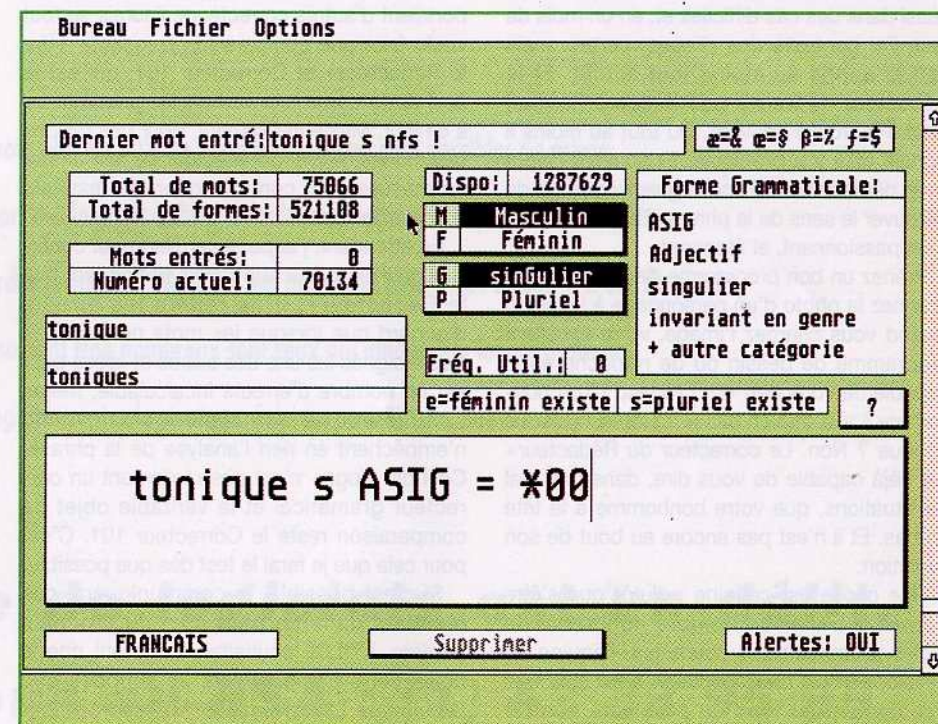 Bureau Fichier Options
Dernier mot entré: tonique s nfs
æ=& œ=§ β=% ƒ=$
Total de mots: 75066
Total de formes: 521108
Mots entrés: 0
Numéro actuel: 70134
tonique
toniques
Dispo: 1287629
M Masculin
F Féminin
G sinGulier
P Pluriel
Fréq. Util.: 0
Forme Grammaticale:
ASIG
Adjectif
singulier
invariant en genre
+ autre catégorie
e=féminin existe s=pluriel existe
?
tonique s ASIG = *00
FRANCAIS
Supprimer
Alertes: OUI